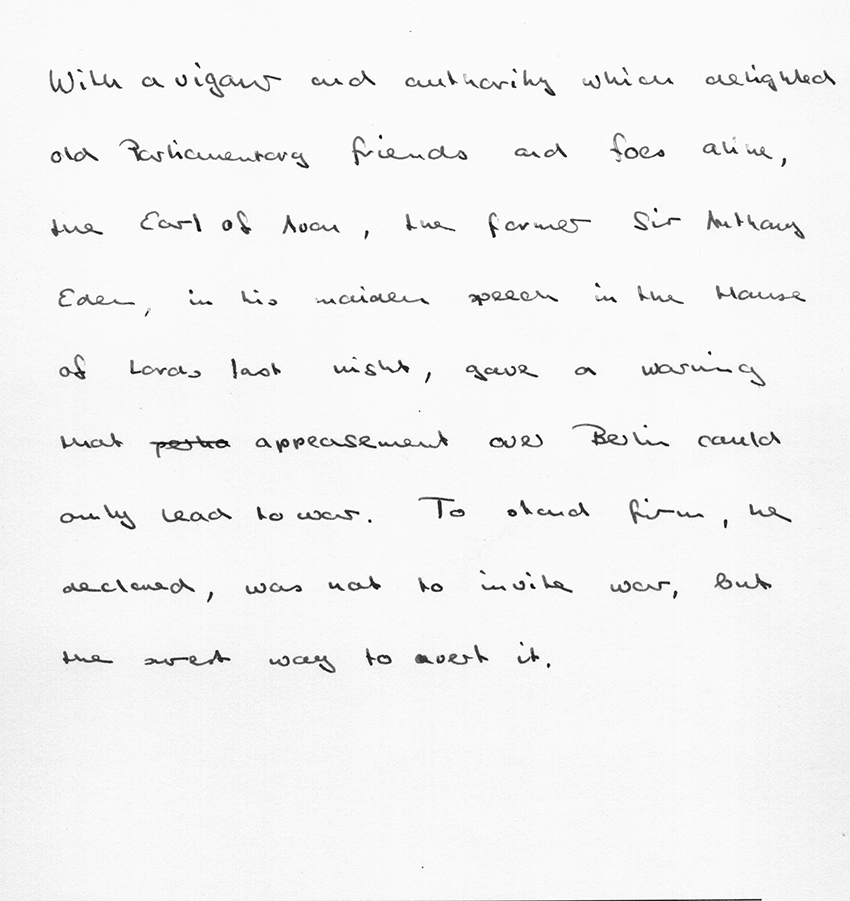 With a vigour and authority which delighted
old Parliamentary friends and foes alike,
the Earl of Avon, the former Sir Anthony
Eden, in his maiden speech in the House
of Lords last night, gave a warning
that appeasement over Berlin could
only lead to war. To stand firm, he
declared, was not to invite war, but
the surest way to avert it.